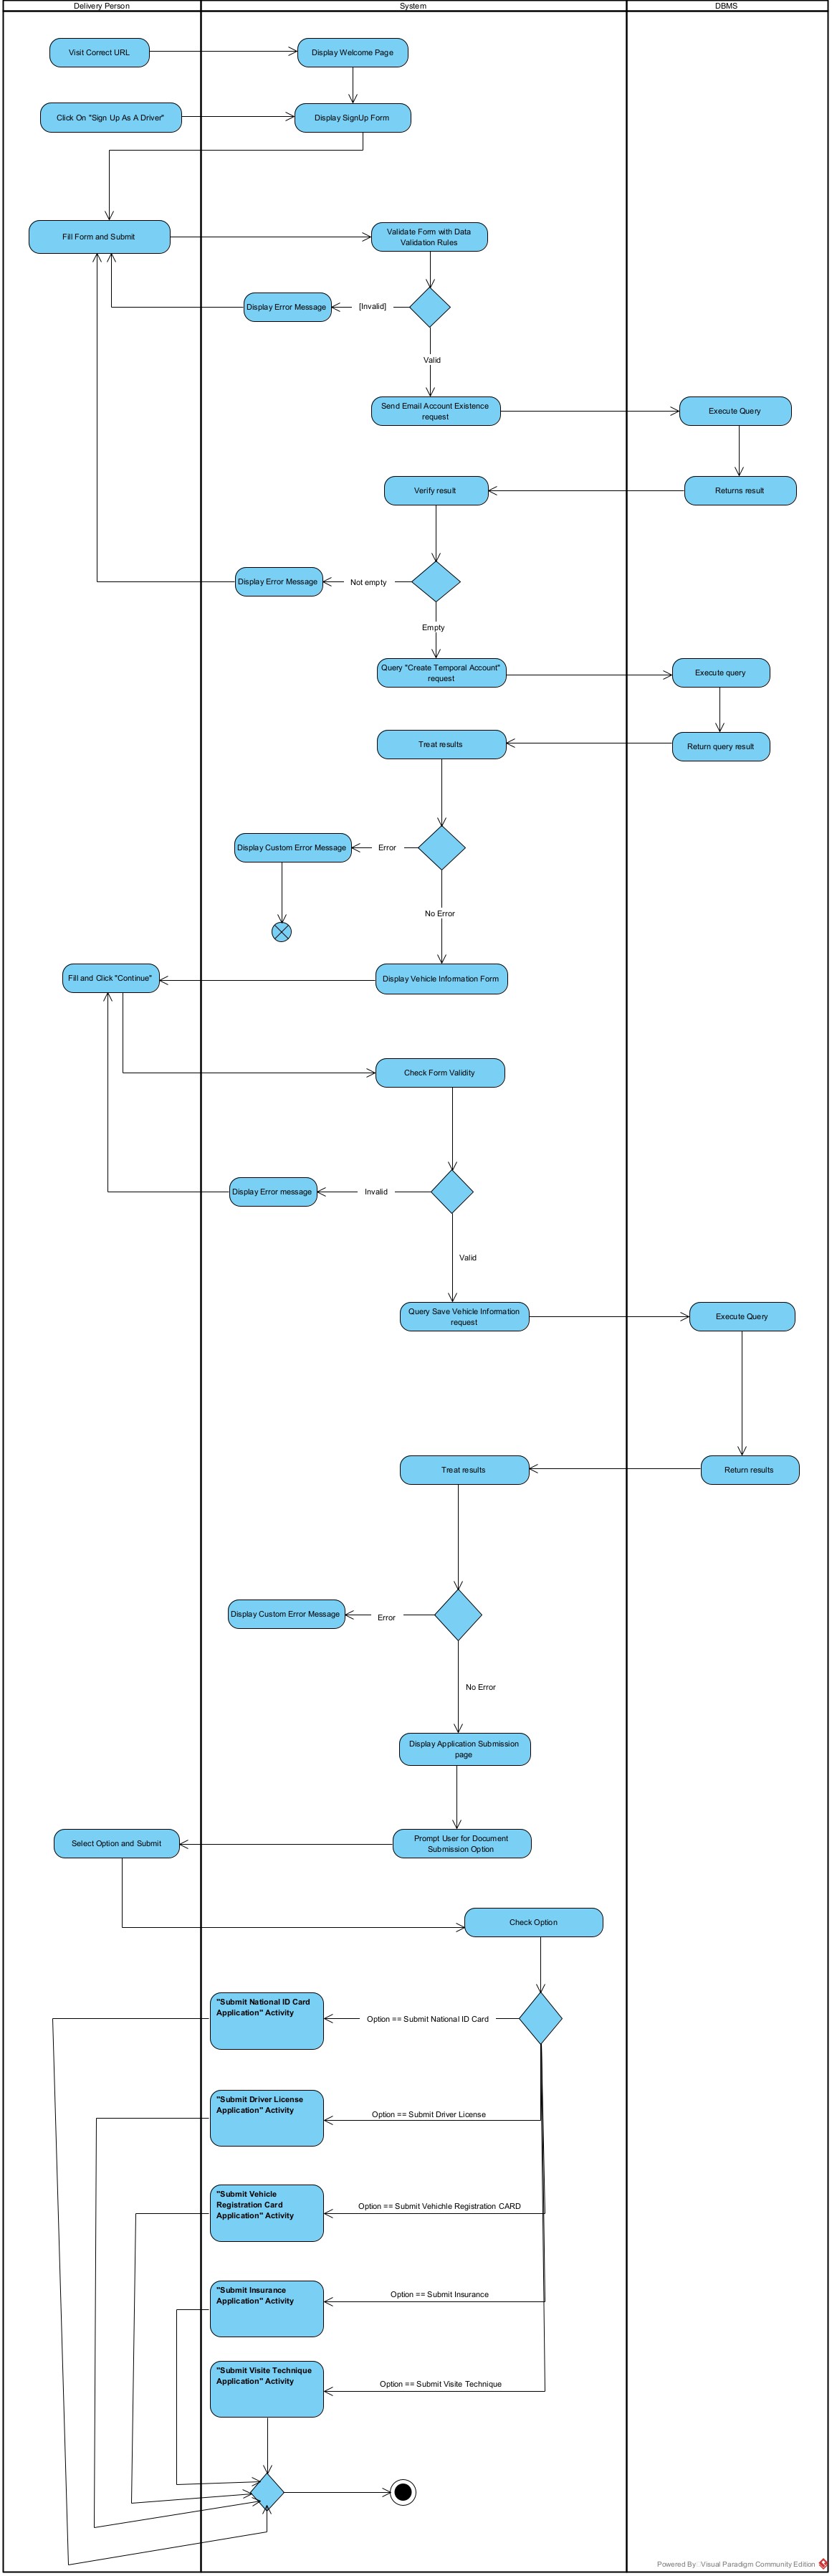 Delivery Person
System
DBMS
Visit Correct URL
Display Welcome Page
Click On "Sign Up As A Driver"
Display SignUp Form
Fill Form and Submit
Validate Form with Data
Validation Rules
Display Error Message
[Invalid]
Valid
Send Email Account Existence
request
Execute Query
Verify result
Returns result
Display Error Message
Not empty
Empty
Query "Create Temporal Account"
request
Execute query
Treat results
Return query result
Display Custom Error Message
Error
No Error
Fill and Click "Continue"
Display Vehicle Information Form
Check Form Validity
Display Error message
Invalid
Valid
Query Save Vehicle Information
request
Execute Query
Treat results
Return results
Display Custom Error Message
Error
No Error
Display Application Submission
page
Select Option and Submit
Prompt User for Document
Submission Option
Check Option
"Submit National ID Card
Application" Activity
Option == Submit National ID Card
"Submit Driver License
Application" Activity
Option == Submit Driver License
"Submit Vehicle
Registration Card
Application" Activity
Option == Submit Vehichle Registration CARD
"Submit Insurance
Application" Activity
Option == Submit Insurance
"Submit Visite Technique
Application" Activity
Option == Submit Visite Technique
Powered By Visual Paradigm Community Edition